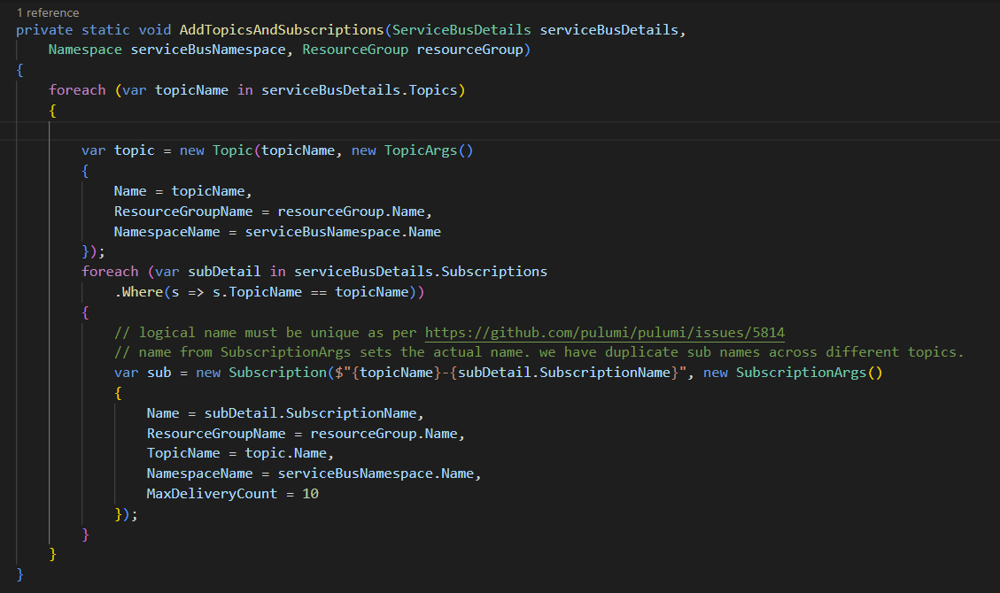 1 reference
private static void AddTopicsAndSubscriptions(ServiceBusDetails serviceBusDetails,
    Namespace serviceBusNamespace, ResourceGroup resourceGroup)
{
    foreach (var topicName in serviceBusDetails.Topics)
    {

        var topic = new Topic(topicName, new TopicArgs()
        {
            Name = topicName,
            ResourceGroupName = resourceGroup.Name,
            NamespaceName = serviceBusNamespace.Name
        });
        foreach (var subDetail in serviceBusDetails.Subscriptions
            .Where(s => s.TopicName == topicName))
        {
            // logical name must be unique as per https://github.com/pulumi/pulumi/issues/5814
            // name from SubscriptionArgs sets the actual name. we have duplicate sub names across different topics.
            var sub = new Subscription($"{topicName}-{subDetail.SubscriptionName}", new SubscriptionArgs()
            {
                Name = subDetail.SubscriptionName,
                ResourceGroupName = resourceGroup.Name,
                TopicName = topic.Name,
                NamespaceName = serviceBusNamespace.Name,
                MaxDeliveryCount = 10
            });
        }
    }
}